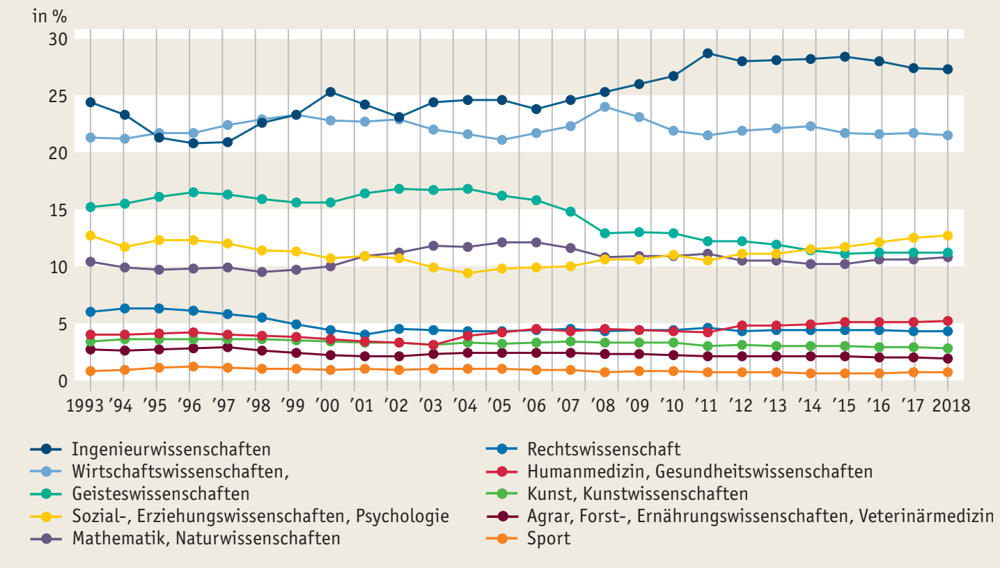 in %
30
25
20
15
10
5
0
1993 ’94 ’95 ’96 ’97 ’98 ’99 ’00 ’01 ’02 ’03 ’04 ’05 ’06 ’07 ’08 ’09 ’10 ’11 ’12 ’13 ’14 ’15 ’16 ’17 2018
Ingenieurwissenschaften
Wirtschaftswissenschaften,
Geisteswissenschaften
Sozial-, Erziehungswissenschaften, Psychologie
Mathematik, Naturwissenschaften
Rechtswissenschaft
Humanmedizin, Gesundheitswissenschaften
Kunst, Kunstwissenschaften
Agrar, Forst-, Ernährungswissenschaften, Veterinärmedizin
Sport